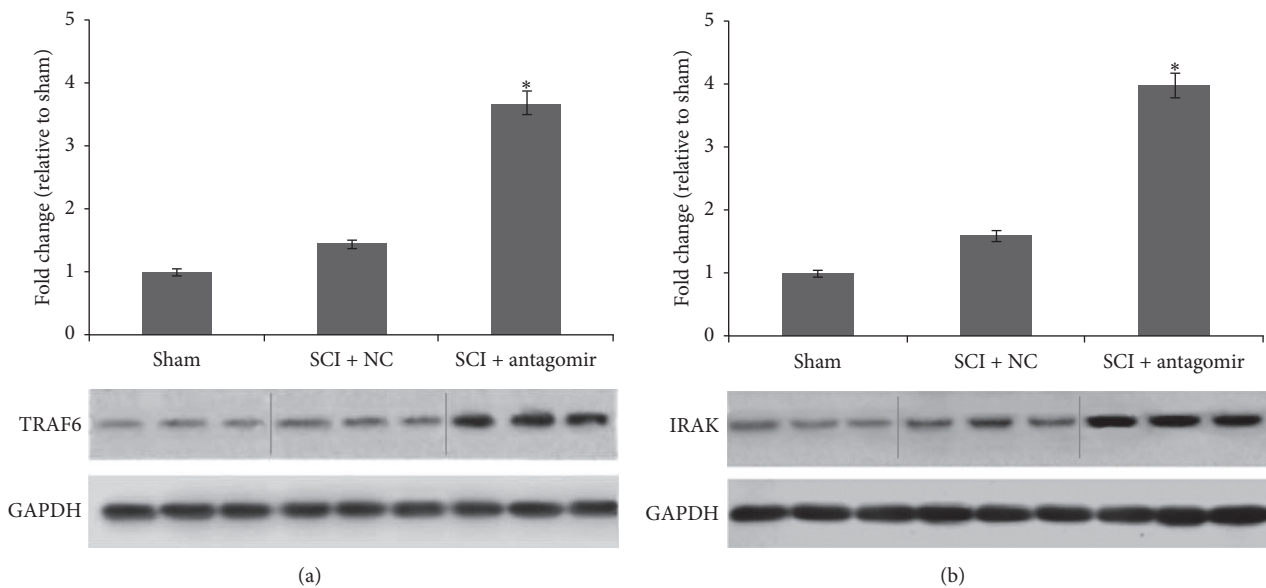 5
4
3
2
1
0
Fold change (relative to sham)
*
Sham
SCI + NC
SCI + antagomir
TRAF6
GAPDH
(a)
5
4
3
2
1
0
Fold change (relative to sham)
*
Sham
SCI + NC
SCI + antagomir
IRAK
GAPDH
(b)